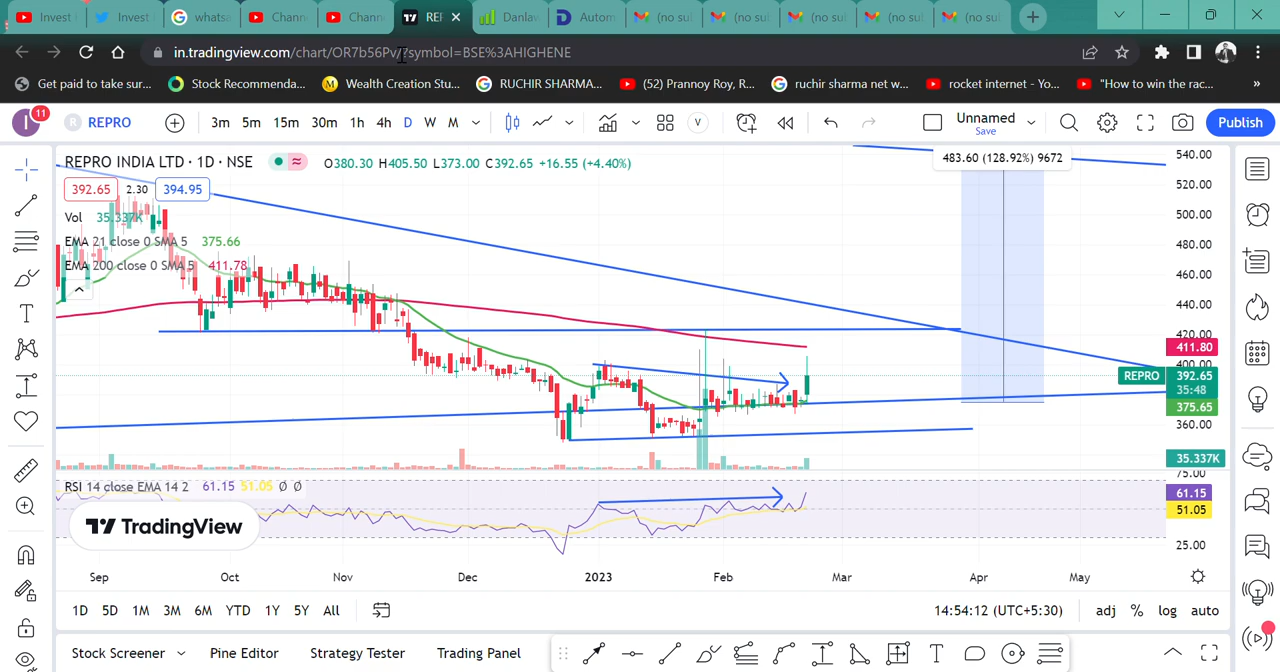 Invest
Invest
whatsa
Chann
Chann
RE
Danlaw
Autom
(no sul
(no sub
(no su
(no sul
(no sub
in.tradingview.com/chart/OR7b56Pv/?symbol=BSE%3AHIGHENE
Get paid to take sur...
Stock Recomenda...
Wealth Creation Stu...
RUCHIR SHARMA...
(52) Prannoy Roy, R...
ruchir sharma net w...
rocket internet - Yo...
"How to win the rac...
»
I 11
R REPRO
3m 5m 15m 30m 1h 4h D W M
V
Unnamed
Save
Publish
REPRO INDIA LTD · 1D · NSE
O380.30 H405.50 L373.00 C392.65 +16.55 (+4.40%)
483.60 (128.92%) 9672
392.65 2.30 394.95
Vol 35.337K
EMA 21 close 0 SMA 5 375.66
EMA 200 close 0 SMA 5 411.78
540.00
520.00
500.00
480.00
460.00
440.00
420.00
411.80
400.00
REPRO 392.65
35:48
375.65
360.00
35.337K
75.00
RSI 14 close EMA 14 2 61.15 51.05 Ø Ø
61.15
51.05
25.00
TradingView
Sep Oct Nov Dec 2023 Feb Mar Apr May
1D 5D 1M 3M 6M YTD 1Y 5Y All
14:54:12 (UTC+5:30)
adj % log auto
Stock Screener
Pine Editor
Strategy Tester
Trading Panel